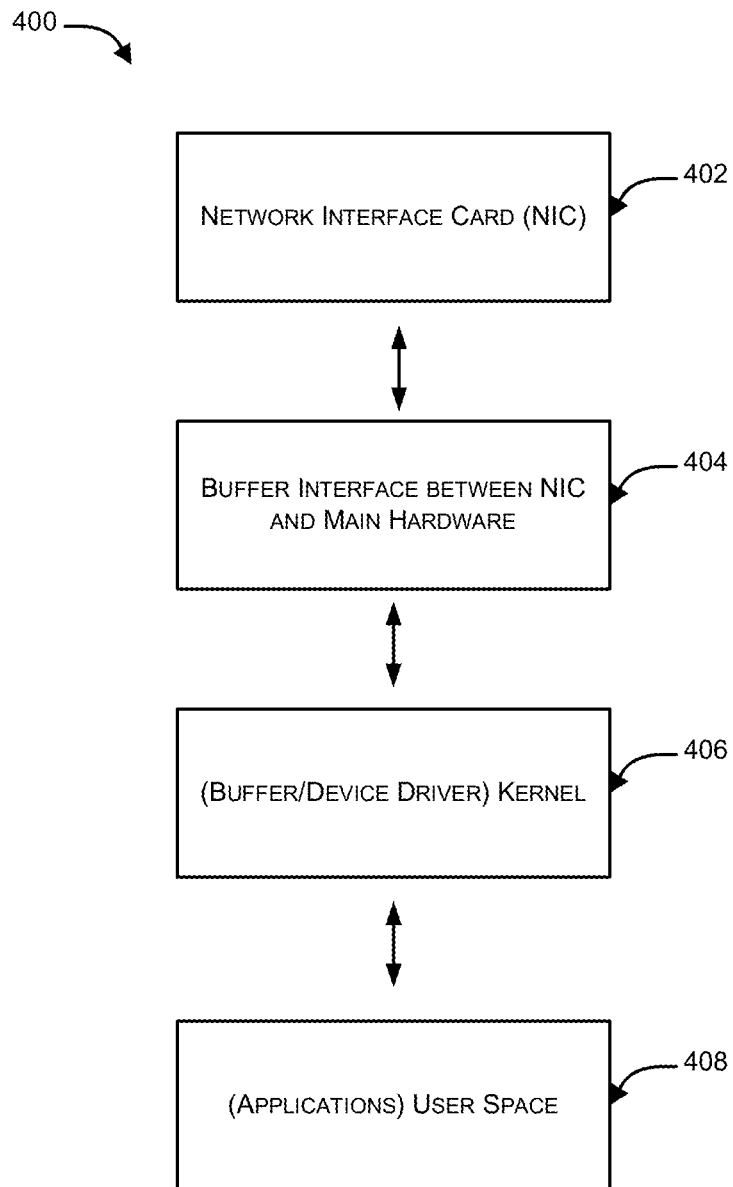 400
402
NETWORK INTERFACE CARD (NIC)
404
BUFFER INTERFACE BETWEEN NIC
AND MAIN HARDWARE
406
(BUFFER/DEVICE DRIVER) KERNEL
408
(APPLICATIONS) USER SPACE